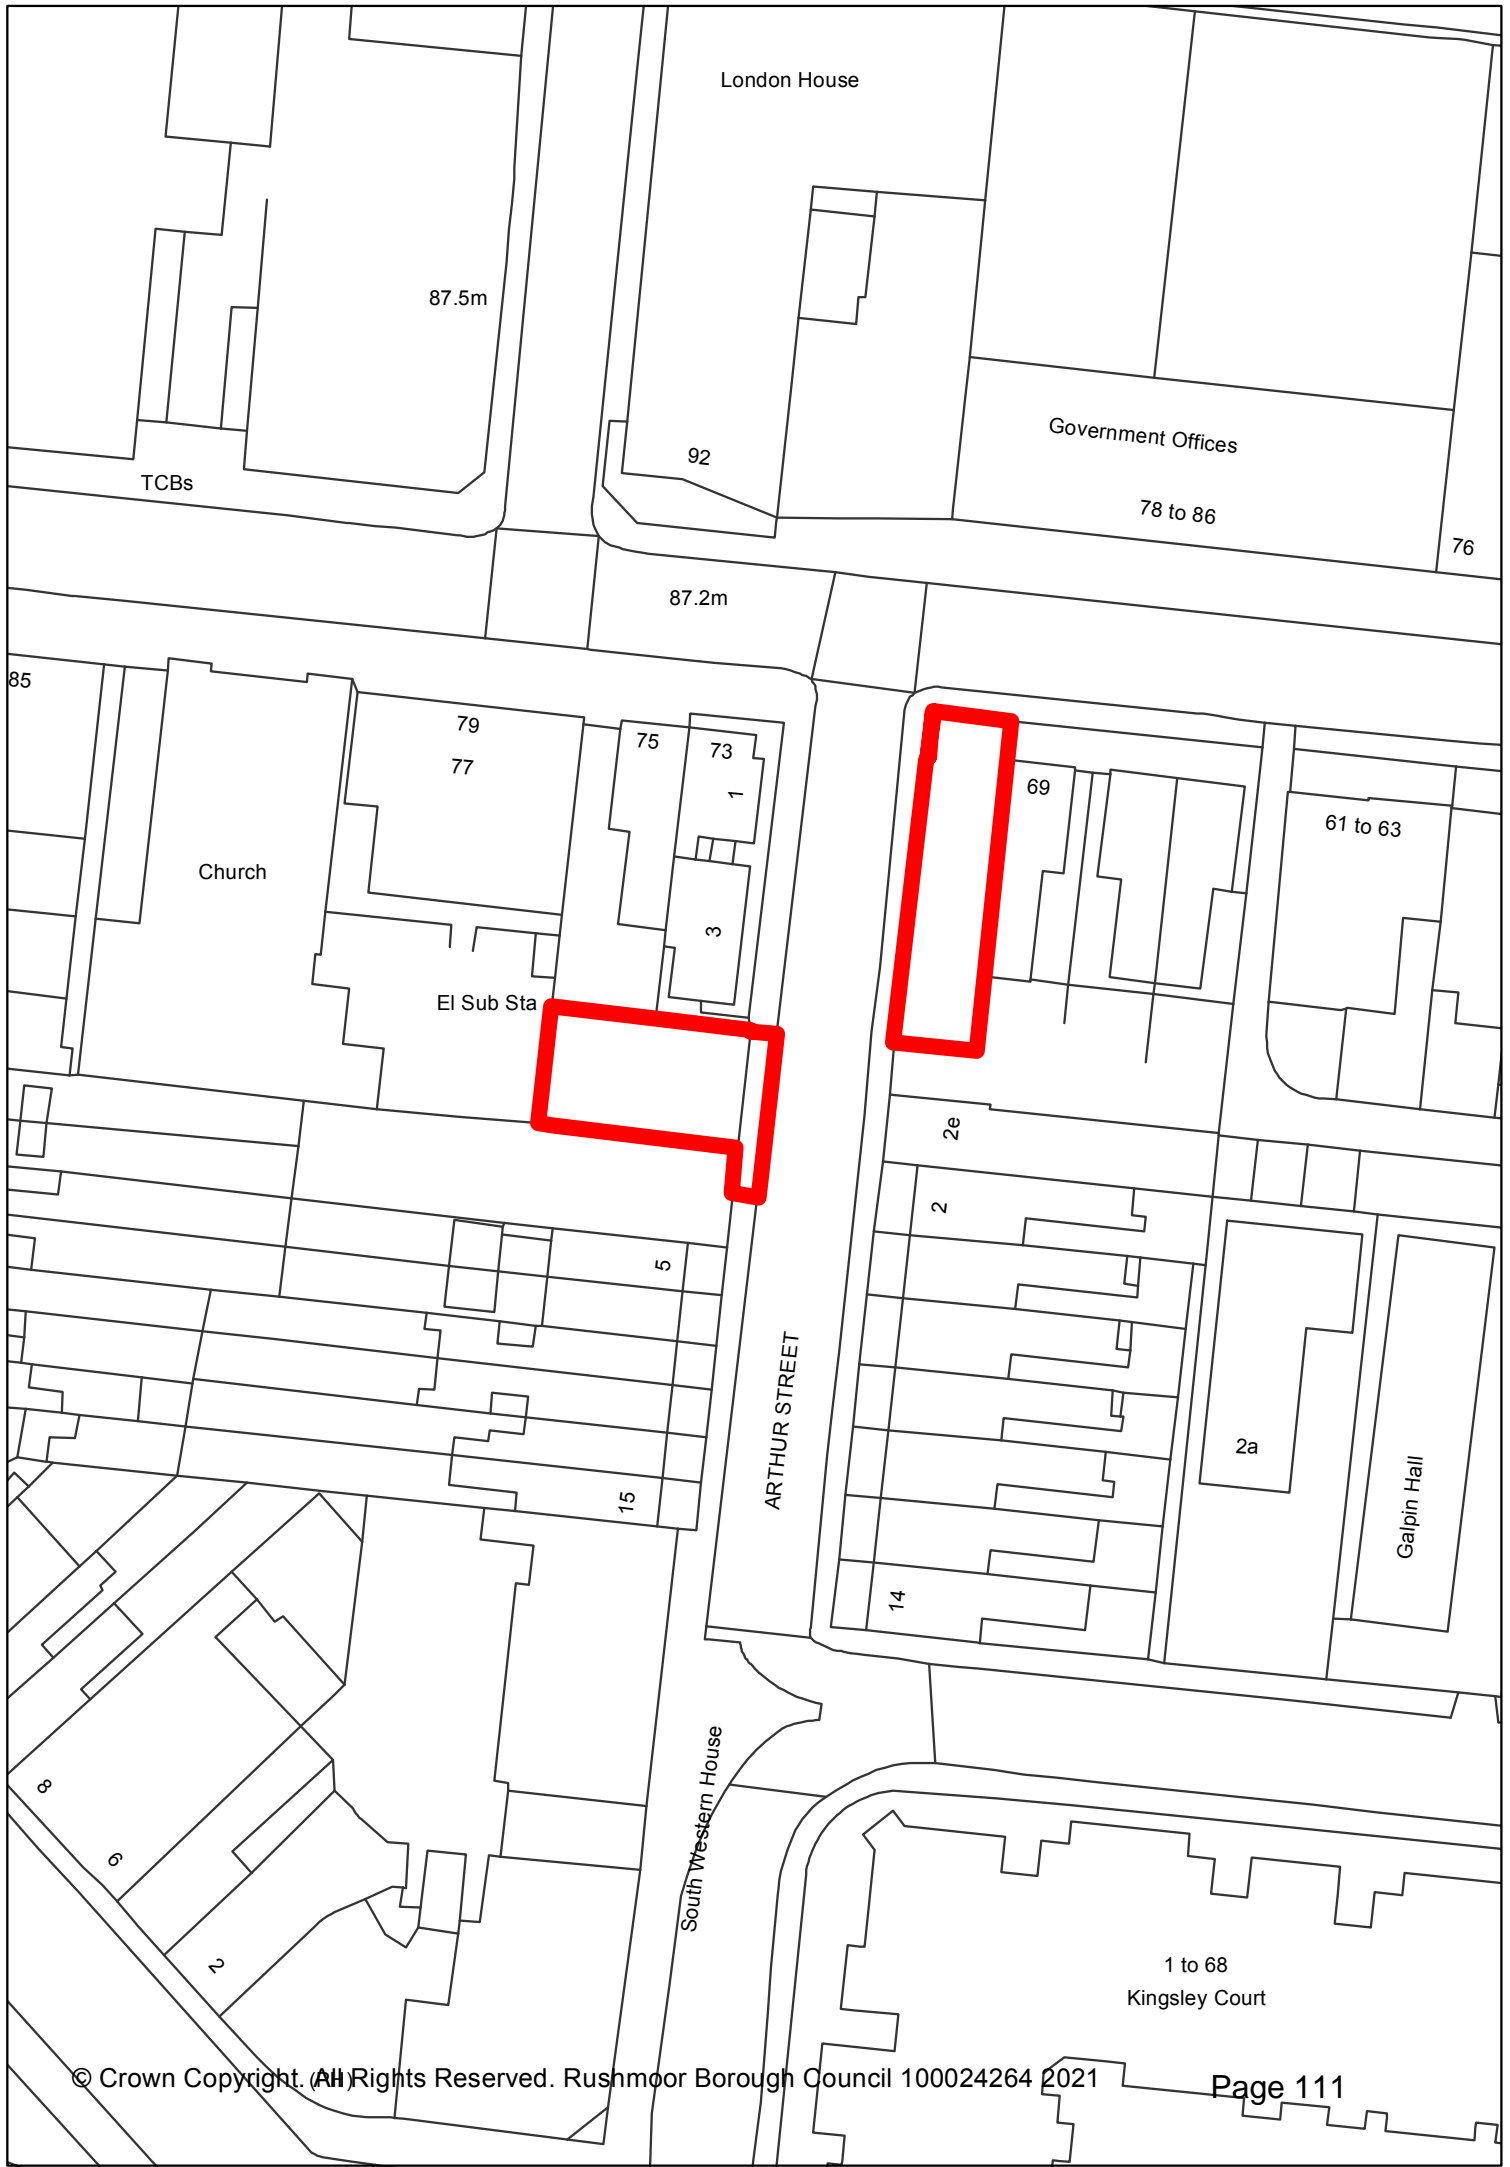 London House
87.5m
Government Offices
92
TCBs
78 to 86
76
87.2m
85
79
75
73
77
1
69
61 to 63
Church
3
El Sub Sta
2e
2
5
ARTHUR STREET
2a
15
Galpin Hall
14
South Western House
8
6
2
1 to 68
Kingsley Court
© Crown Copyright. All Rights Reserved. Rushmoor Borough Council 100024264 2021
(PH)
Page 111